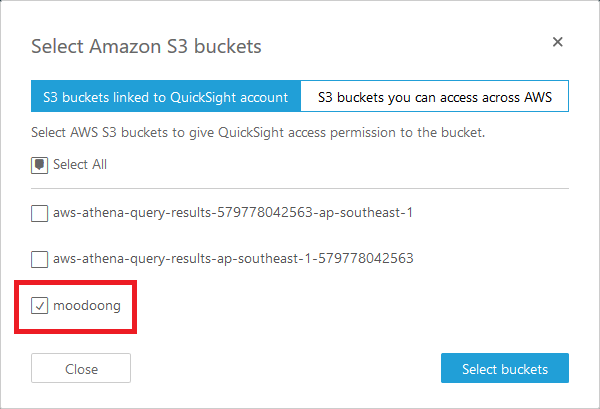 Select Amazon S3 buckets
S3 buckets linked to QuickSight account
S3 buckets you can access across AWS
Select AWS S3 buckets to give QuickSight access permission to the bucket.
Select All
aws-athena-query-results-579778042563-ap-southeast-1
aws-athena-query-results-ap-southeast-1-579778042563
moodoong
Close
Select buckets